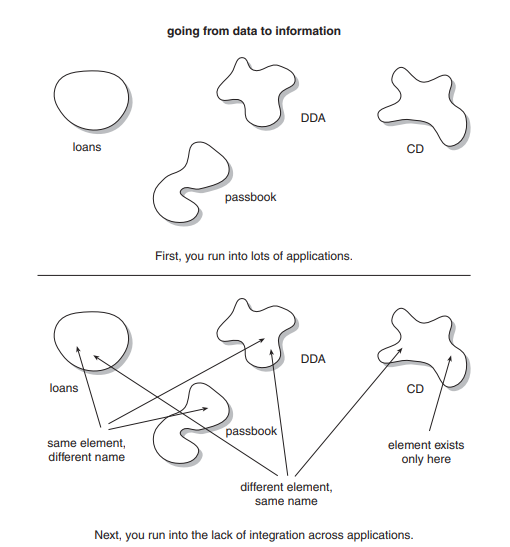 going from data to information
loans
DDA
CD
passbook
First, you run into lots of applications.
loans
DDA
CD
passbook
same element,
different name
different element,
same name
element exists
only here
Next, you run into the lack of integration across applications.